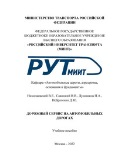 МИНИСТЕРСТВО ТРАНСПОРТА РОССИЙСКОЙ
ФЕДЕРАЦИИ
ФЕДЕРАЛЬНОЕ ГОСУДАРСТВЕННОЕ
БЮДЖЕТНОЕ ОБРАЗОВАТЕЛЬНОЕ УЧРЕЖДЕНИЕ
ВЫСШЕГО ОБРАЗОВАНИЯ
«РОССИЙСКИЙ УНИВЕРСИТЕТ ТРАНСПОРТА
(МИИТ)»
РУТ
МИИТ
Кафедра «Автомобильные дороги, аэродромы,
основания и фундаменты»
ДОРОЖНЫЙ СЕРВИС НА АВТОМОБИЛЬНЫХ
ДОРОГАХ
Учебное пособие
Москва –